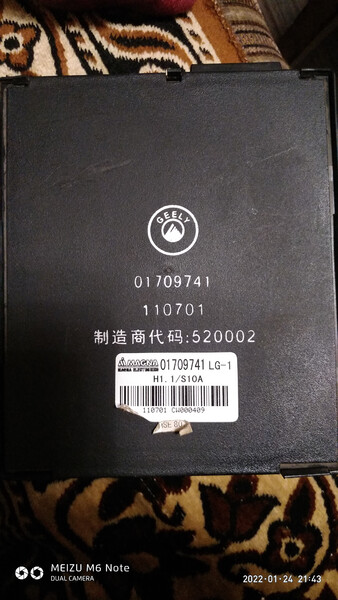 GEELY
01709741
110701
制造商代码:520002
MAGNA 01709741 LG-1
H1.1/S10A
110701 CW000409
MEIZU M6 Note
DUAL CAMERA
2022.01.24 21:43